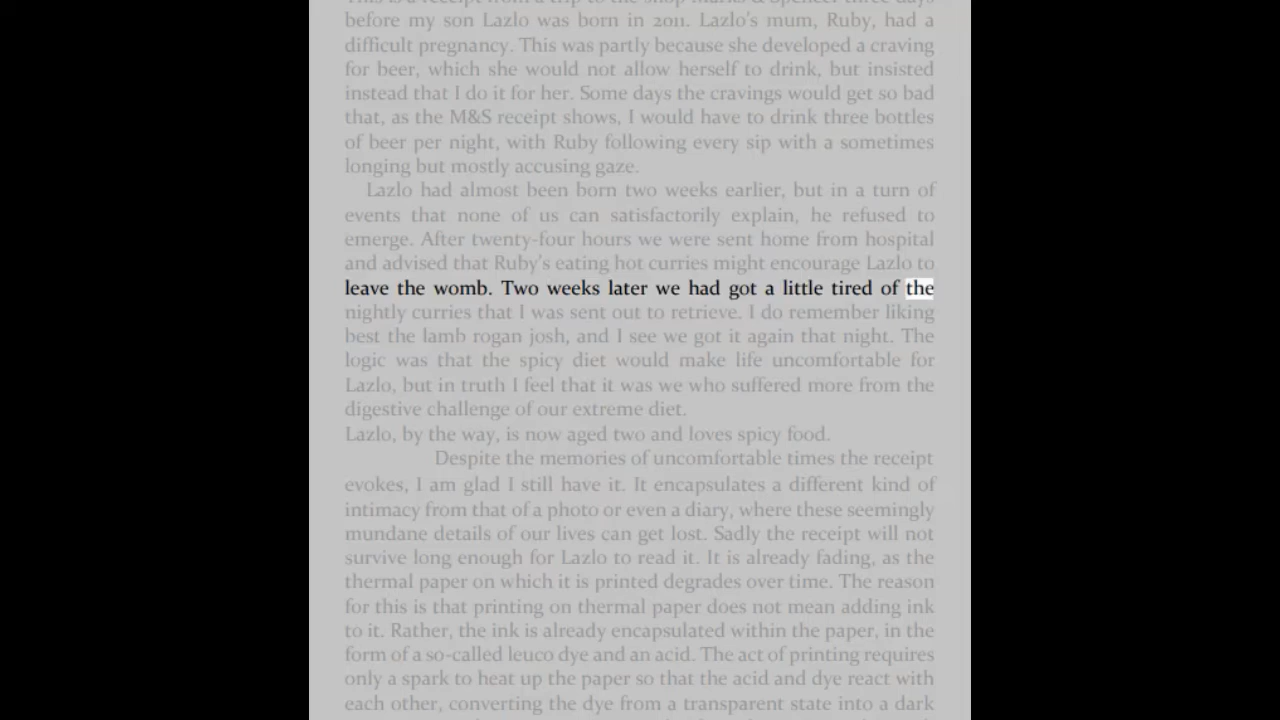 This is a receipt from a trip to the shop Marks & Spencer three days
before my son Lazlo was born in 2011. Lazlo's mum, Ruby, had a
difficult pregnancy. This was partly because she developed a craving
for beer, which she would not allow herself to drink, but insisted
instead that I do it for her. Some days the cravings would get so bad
that, as the M&S receipt shows, I would have to drink three bottles
of beer per night, with Ruby following every sip with a sometimes
longing but mostly accusing gaze.
Lazlo had almost been born two weeks earlier, but in a turn of
events that none of us can satisfactorily explain, he refused to
emerge. After twenty-four hours we were sent home from hospital
and advised that Ruby's eating hot curries might encourage Lazlo to
leave the womb. Two weeks later we had got a little tired of the
nightly curries that I was sent out to retrieve. I do remember liking
best the lamb rogan josh, and I see we got it again that night. The
logic was that the spicy diet would make life uncomfortable for
Lazlo, but in truth I feel that it was we who suffered more from the
digestive challenge of our extreme diet.
Lazlo, by the way, is now aged two and loves spicy food.
Despite the memories of uncomfortable times the receipt
evokes, I am glad I still have it. It encapsulates a different kind of
intimacy from that of a photo or even a diary, where these seemingly
mundane details of our lives can get lost. Sadly the receipt will not
survive long enough for Lazlo to read it. It is already fading, as the
thermal paper on which it is printed degrades over time. The reason
for this is that printing on thermal paper does not mean adding ink
to it. Rather, the ink is already encapsulated within the paper, in the
form of a so-called leuco dye and an acid. The act of printing requires
only a spark to heat up the paper so that the acid and dye react with
each other, converting the dye from a transparent state into a dark